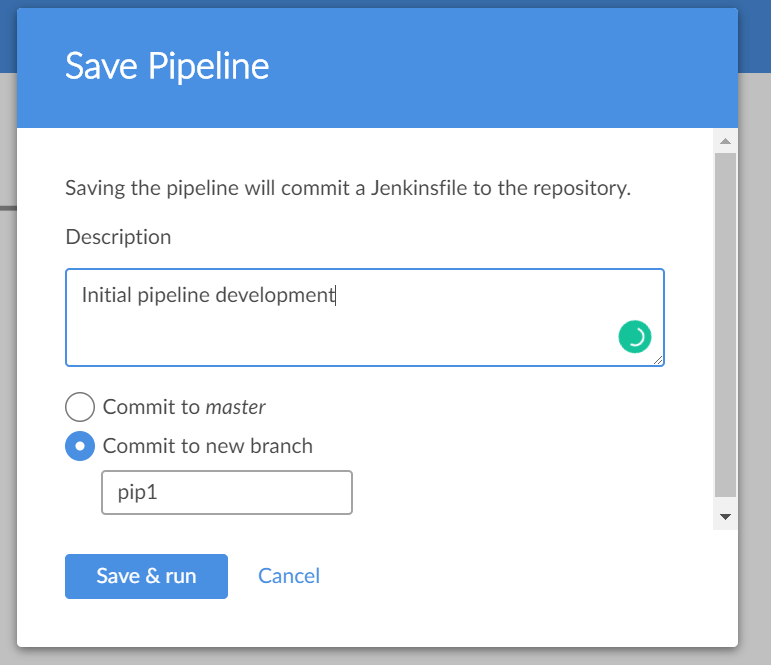 Save Pipeline
Saving the pipeline will commit a Jenkinsfile to the repository.
Description
Initial pipeline development
Commit to master
Commit to new branch
pip1
Save & run Cancel